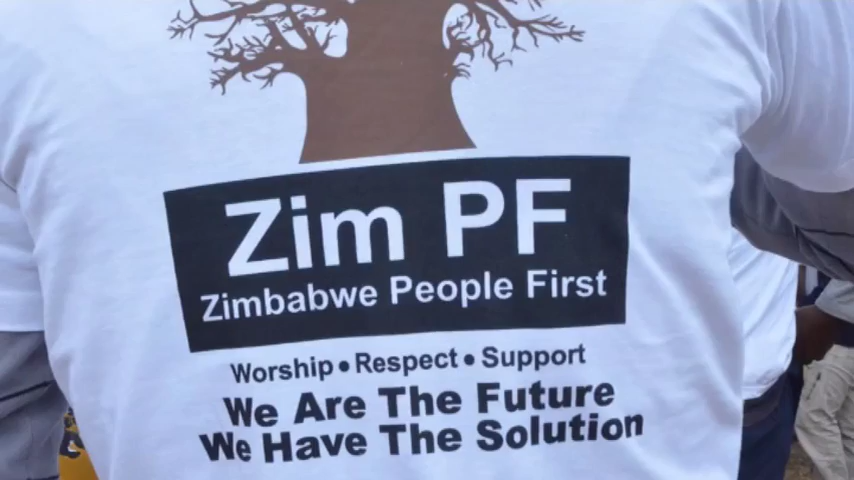 Zim PF
Zimbabwe People First
Worship • Respect • Support
We Are The Future
We Have The Solution